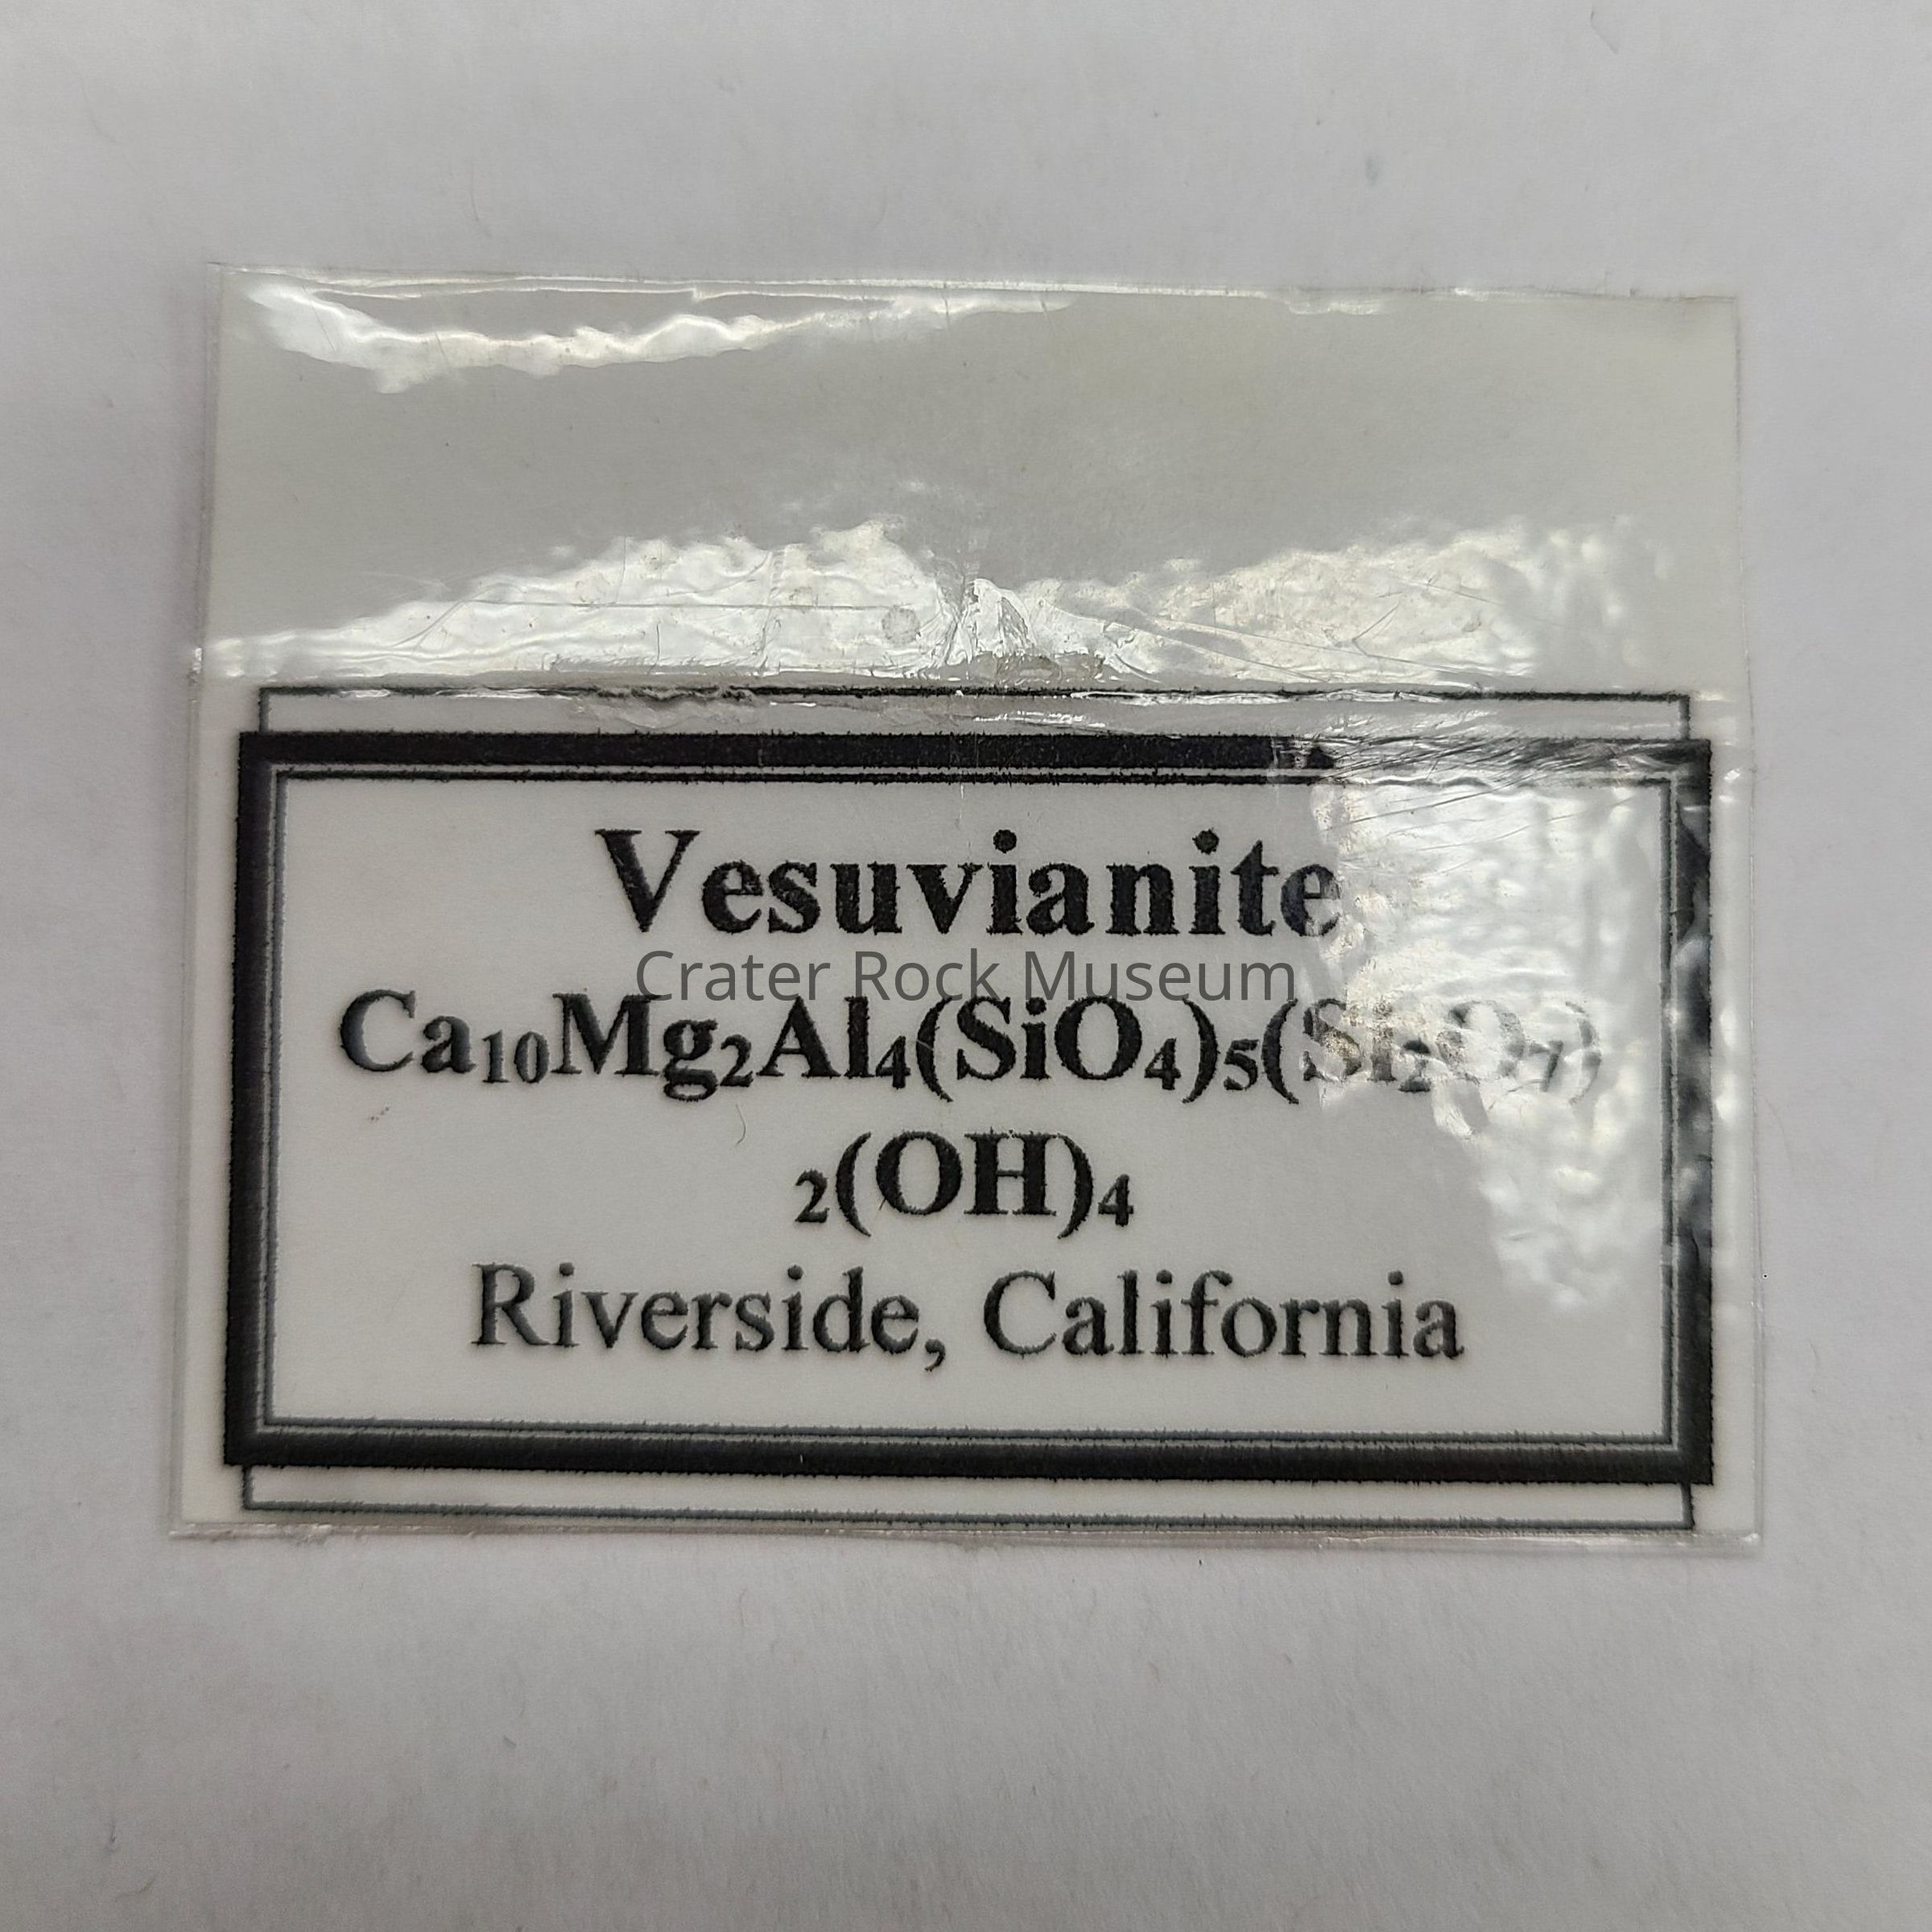 Vesuvianite
Crater Rock Museum
Ca₁₀Mg₂Al₄(SiO₄)₅(Si₂O₇)
₂(OH)₄
Riverside, California